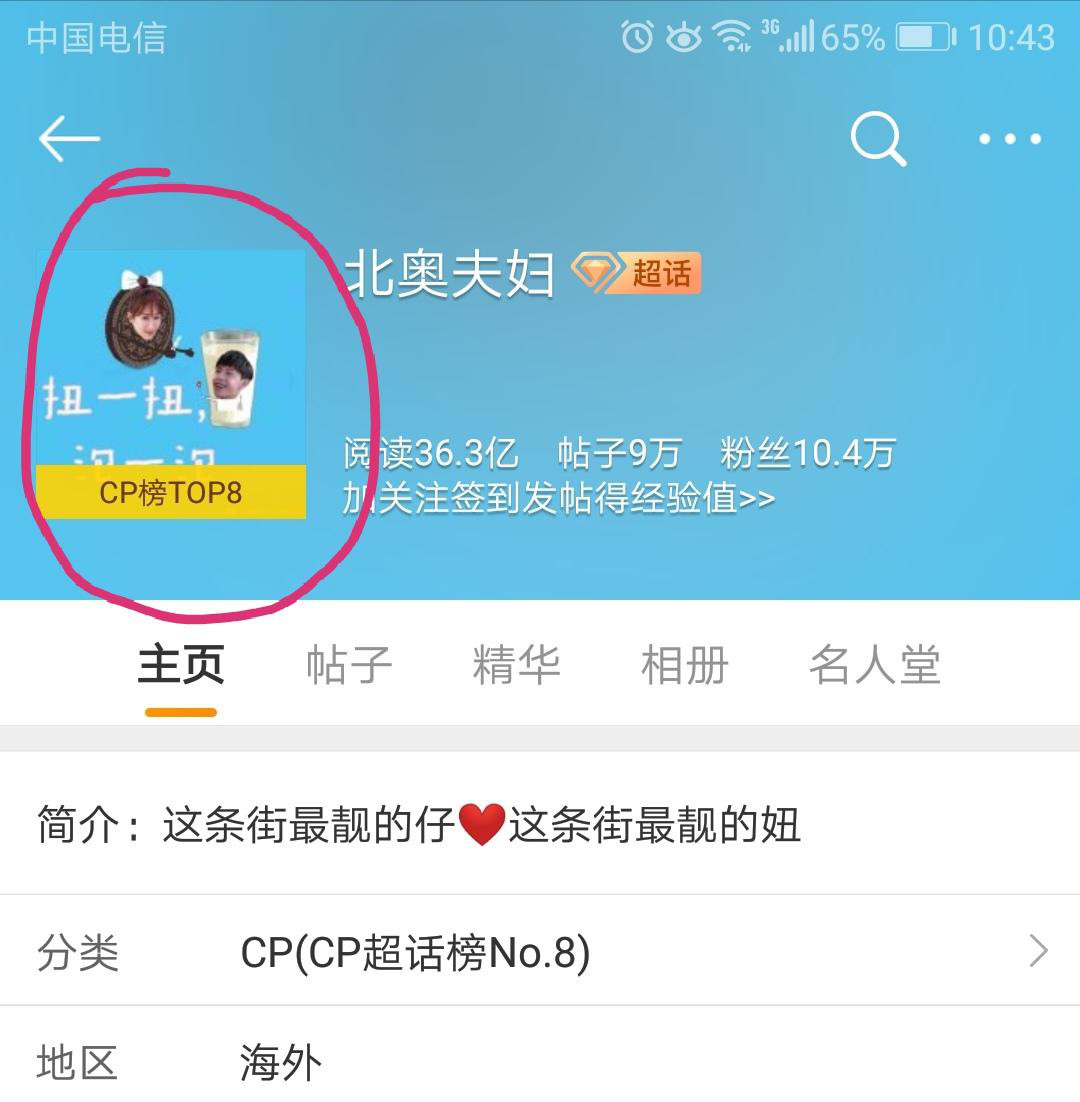 中国电信 3G 65% 10:43
北奥夫妇 超话
扭一扭,
泡一泡
CP榜TOP8
阅读36.3亿 帖子9万 粉丝10.4万
加关注签到发帖得经验值>>
主页 帖子 精华 相册 名人堂
简介：这条街最靓的仔❤️这条街最靓的妞
分类 CP(CP超话榜No.8)
地区 海外